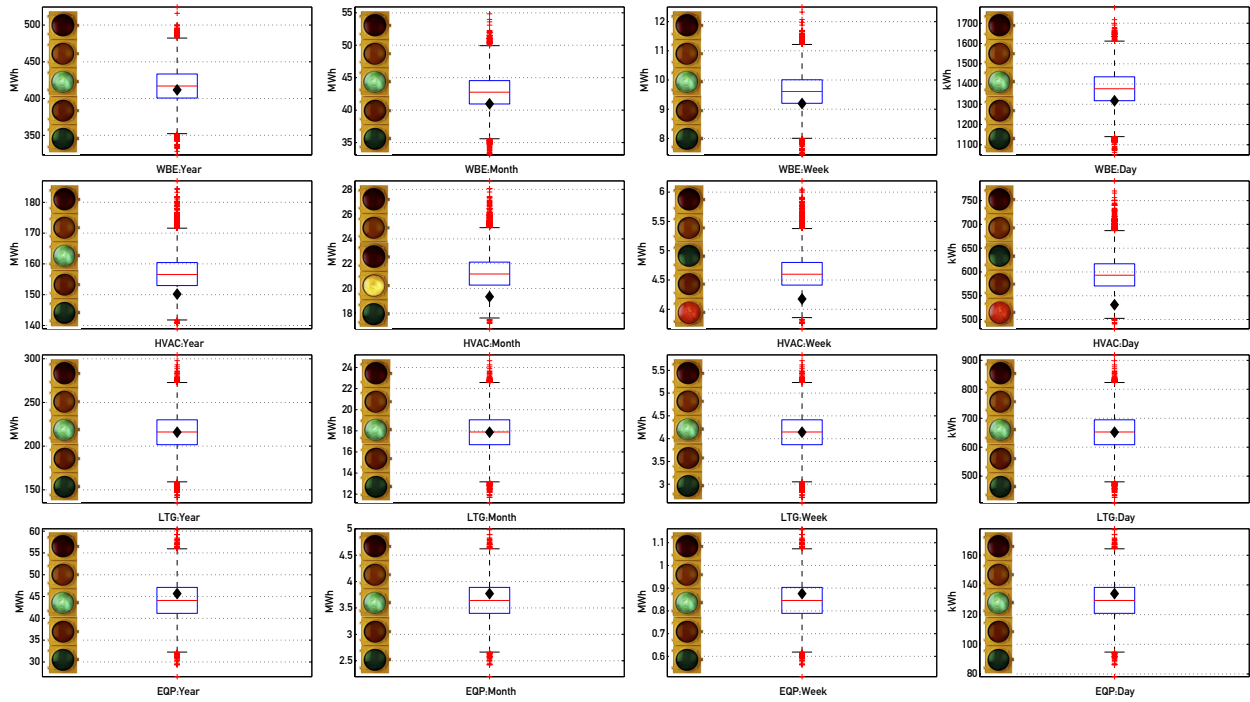 500
450
400
350
MWh
WBE:Year
55
50
45
40
35
MWh
WBE:Month
12
11
10
9
8
MWh
WBE:Week
1700
1600
1500
1400
1300
1200
1100
kWh
WBE:Day
180
170
160
150
140
MWh
HVAC:Year
28
26
24
22
20
18
MWh
HVAC:Month
6
5.5
5
4.5
4
MWh
HVAC:Week
750
700
650
600
550
500
kWh
HVAC:Day
300
250
200
150
MWh
LTG:Year
24
22
20
18
16
14
12
MWh
LTG:Month
5.5
5
4.5
4
3.5
3
MWh
LTG:Week
900
800
700
600
500
kWh
LTG:Day
60
55
50
45
40
35
30
MWh
EQP:Year
5
4.5
4
3.5
3
2.5
MWh
EQP:Month
1.1
1
0.9
0.8
0.7
0.6
MWh
EQP:Week
160
140
120
100
80
kWh
EQP:Day